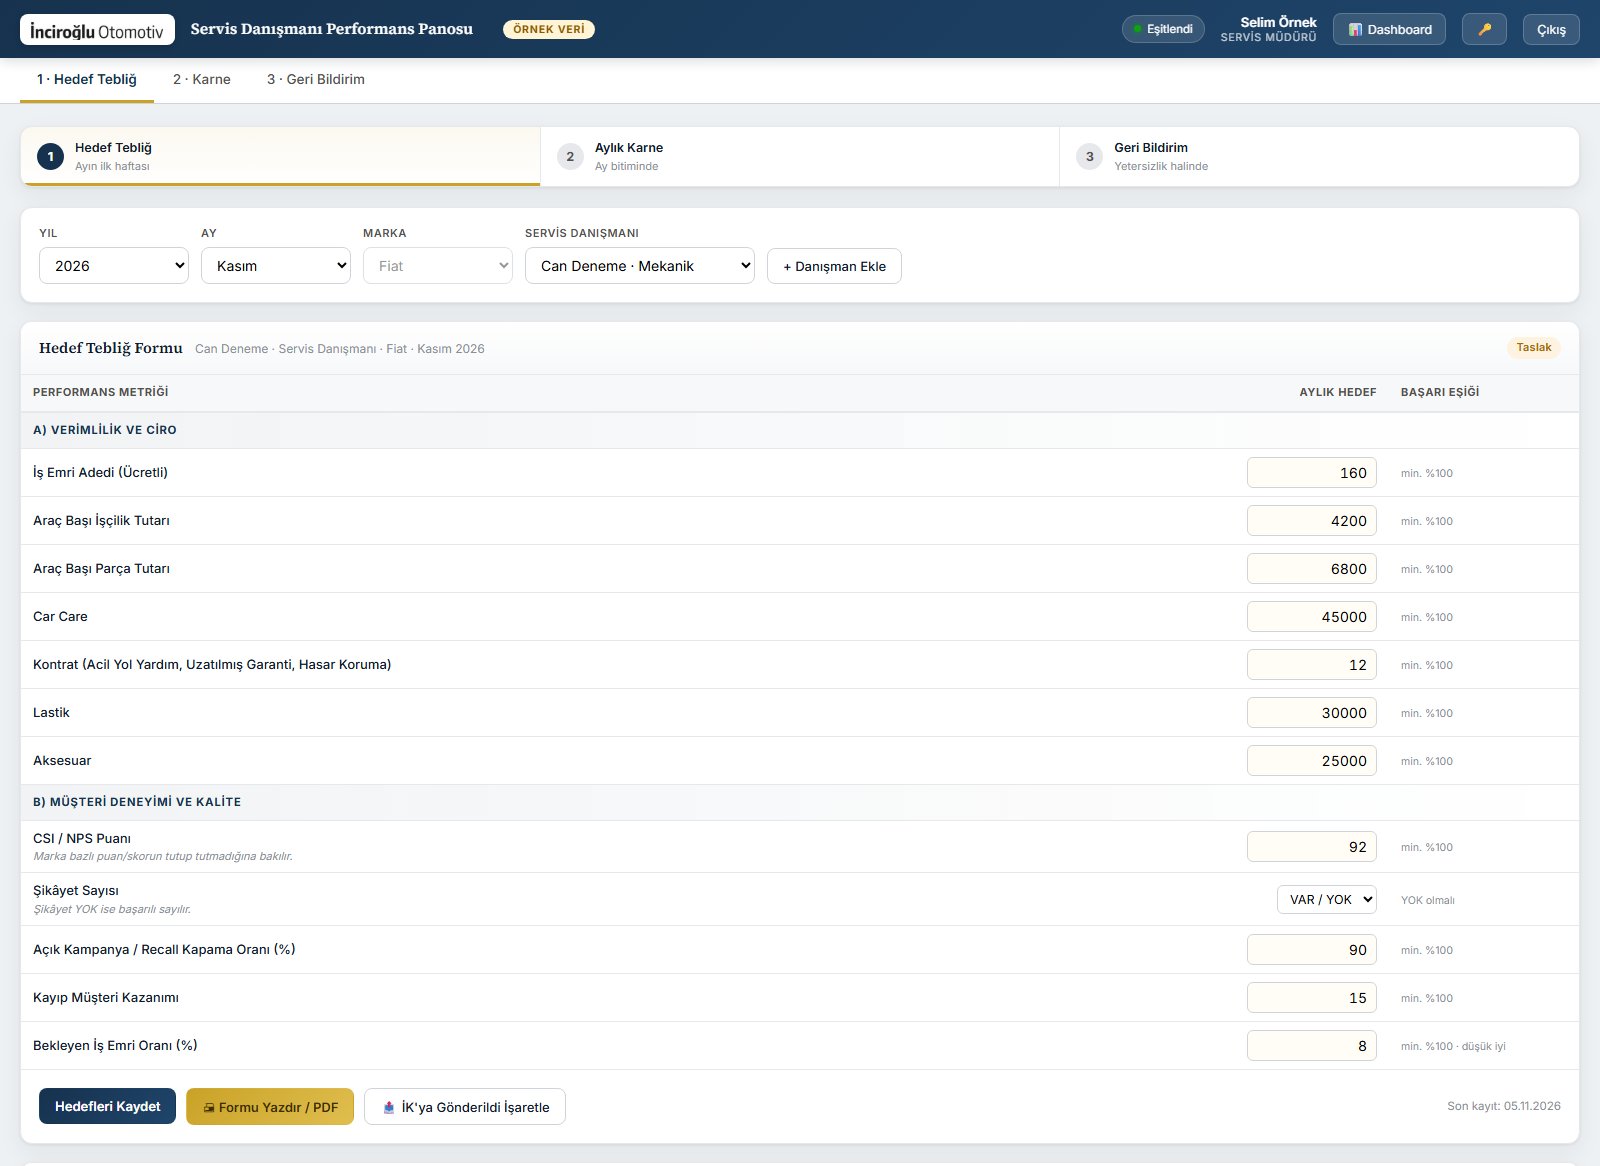 İnciroğlu Otomotiv
Servis Danışmanı Performans Panosu
ÖRNEK VERİ
Eşitlendi
Selim Örnek
SERVİS MÜDÜRÜ
Dashboard
Çıkış
1 · Hedef Tebliğ
2 · Karne
3 · Geri Bildirim
1
Hedef Tebliğ
Ayın ilk haftası
2
Aylık Karne
Ay bitiminde
3
Geri Bildirim
Yetersizlik halinde
YIL
AY
MARKA
SERVİS DANIŞMANI
2026
Kasım
Fiat
Can Deneme · Mekanik
+ Danışman Ekle
Hedef Tebliğ Formu
Can Deneme · Servis Danışmanı · Fiat · Kasım 2026
Taslak
PERFORMANS METRİĞİ
AYLIK HEDEF
BAŞARI EŞİĞİ
A) VERİMLİLİK VE CİRO
İş Emri Adedi (Ücretli)
160
min. %100
Araç Başı İşçilik Tutarı
4200
min. %100
Araç Başı Parça Tutarı
6800
min. %100
Car Care
45000
min. %100
Kontrat (Acil Yol Yardım, Uzatılmış Garanti, Hasar Koruma)
12
min. %100
Lastik
30000
min. %100
Aksesuar
25000
min. %100
B) MÜŞTERİ DENEYİMİ VE KALİTE
CSI / NPS Puanı
Marka bazlı puan/skorun tutup tutmadığına bakılır.
92
min. %100
Şikâyet Sayısı
Şikâyet YOK ise başarılı sayılır.
VAR / YOK
YOK olmalı
Açık Kampanya / Recall Kapama Oranı (%)
90
min. %100
Kayıp Müşteri Kazanımı
15
min. %100
Bekleyen İş Emri Oranı (%)
8
min. %100 · düşük iyi
Hedefleri Kaydet
Formu Yazdır / PDF
İK'ya Gönderildi İşaretle
Son kayıt: 05.11.2026